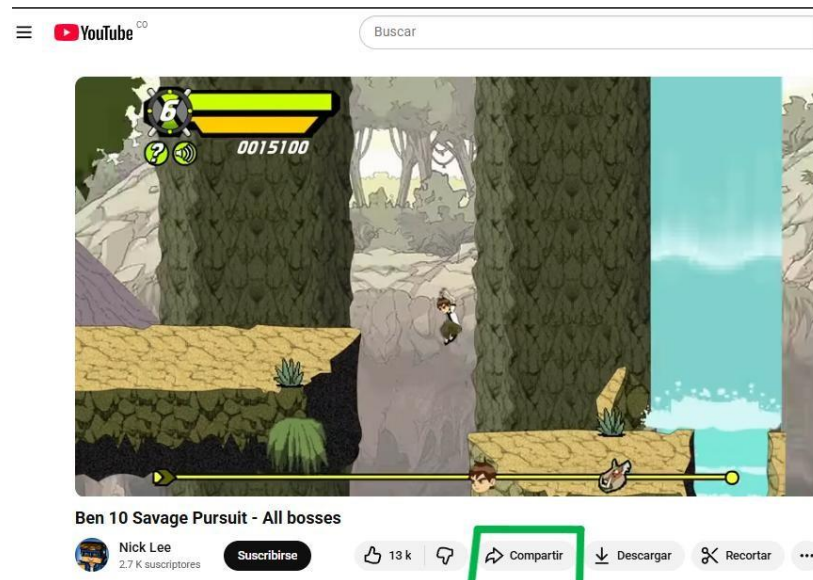 YouTube CO
Buscar
6
?
0015100
Ben 10 Savage Pursuit - All bosses
Nick Lee
2.7 K suscriptores
Suscribirse
13 k
Compartir
Descargar
Recortar